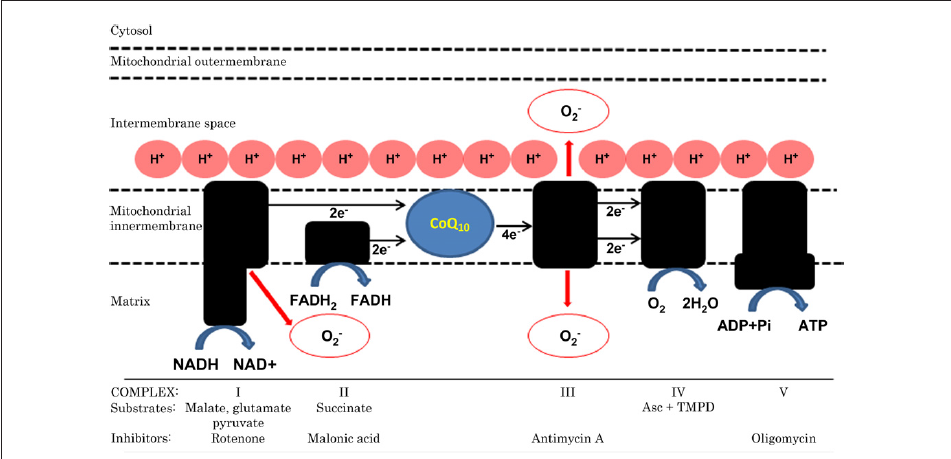 Cytosol
Mitochondrial outermembrane
O2-
Intermembrane space
H+ H+ H+ H+ H+ H+ H+ H+ H+ H+ H+ H+ H+ H+
Mitochondrial
innermembrane
2e-
2e-
CoQ10
4e-
2e-
2e-
Matrix
FADH2 FADH
O2 2H2O
ADP+Pi ATP
O2-
O2-
NADH NAD+
COMPLEX: I II III IV V
Substrates: Malate, glutamate Succinate Asc + TMPD
pyruvate
Inhibitors: Rotenone Malonic acid Antimycin A Oligomycin